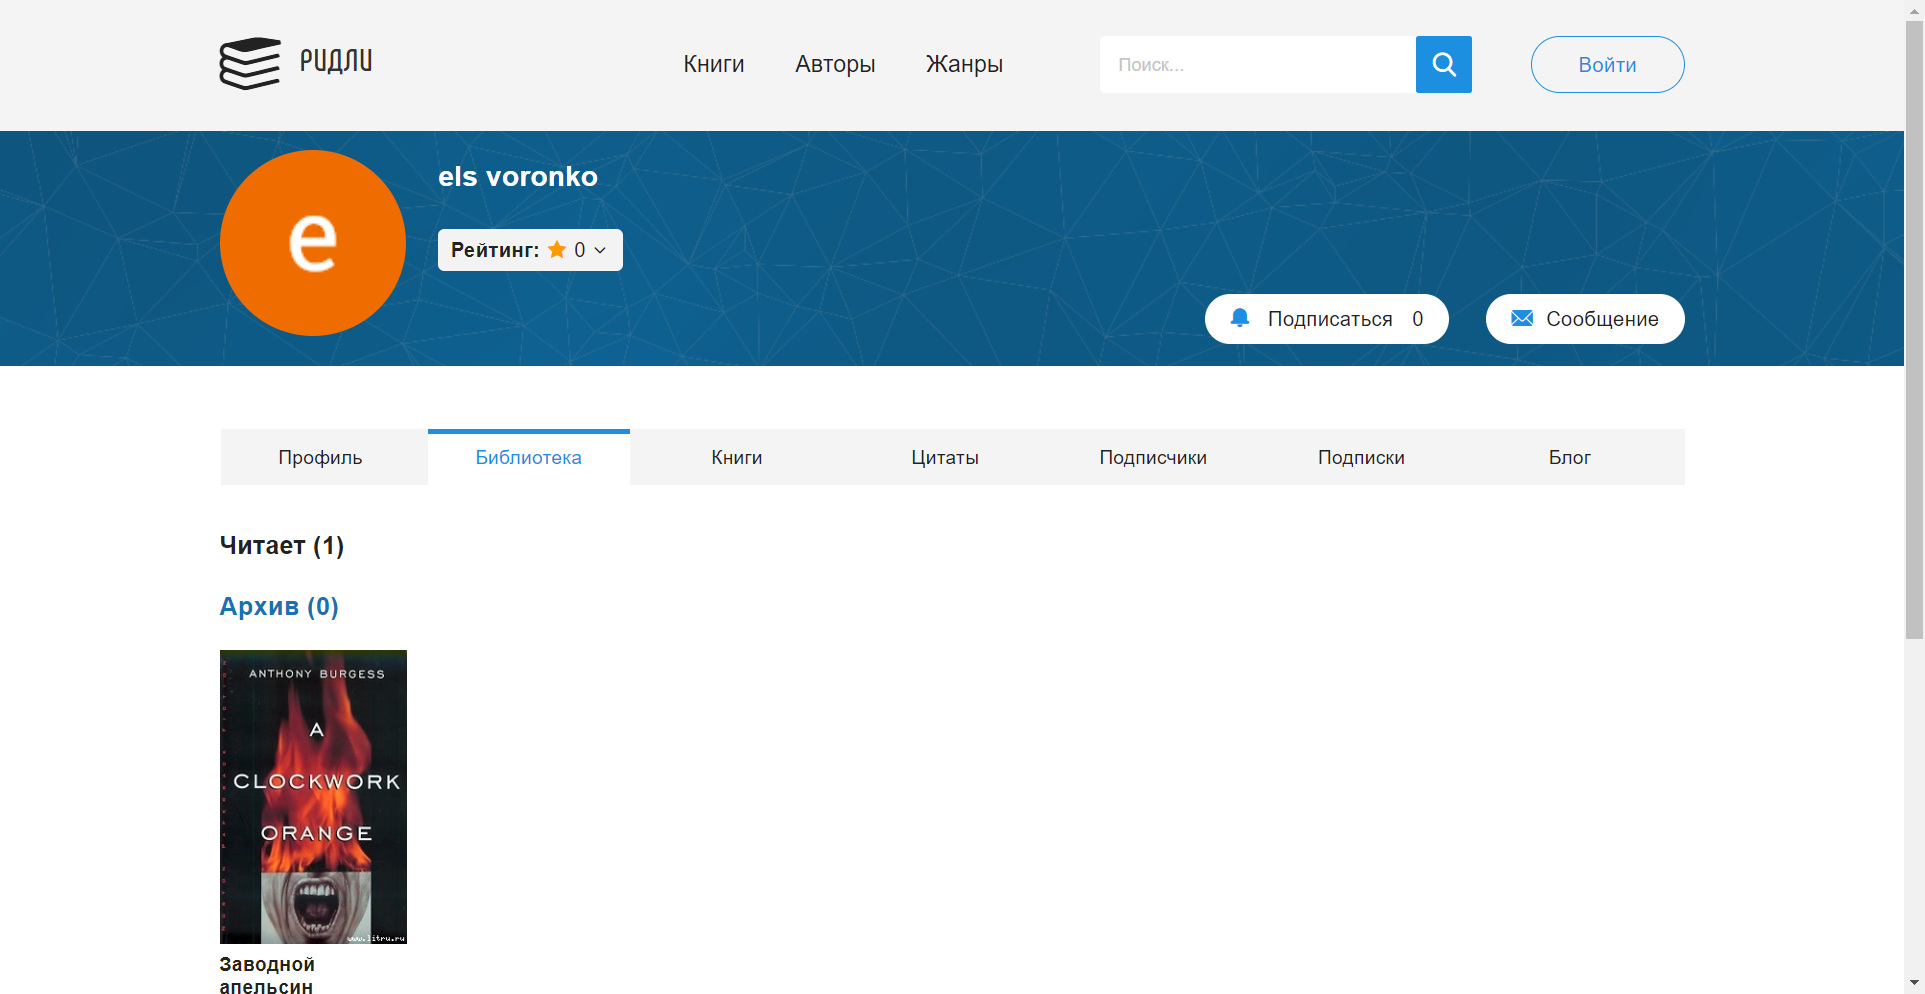 РИДЛИ
Книги
Авторы
Жанры
Поиск...
Войти
e
els voronko
Рейтинг: 0
Подписаться 0
Сообщение
Профиль
Библиотека
Книги
Цитаты
Подписчики
Подписки
Блог
Читает (1)
Архив (0)
ANTHONY BURGESS
A
CLOCKWORK
ORANGE
www.litru.ru
Заводной
апельсин